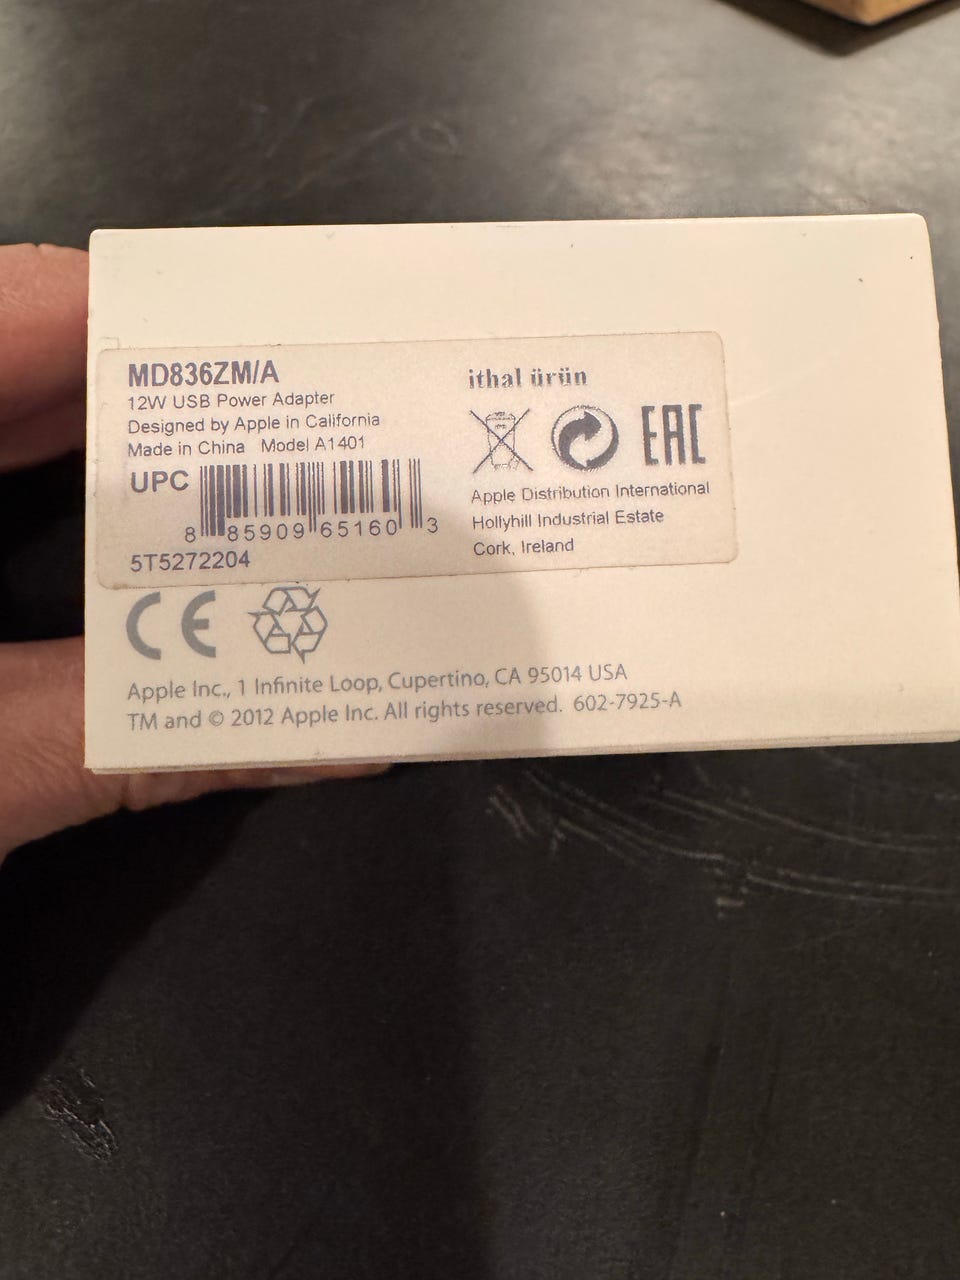 MD836ZM/A
12W USB Power Adapter
Designed by Apple in California
Made in China Model A1401
UPC
8 85909 65160 3
5T5272204
ithal ürün
EAC
Apple Distribution International
Hollyhill Industrial Estate
Cork, Ireland
CE
Apple Inc., 1 Infinite Loop, Cupertino, CA 95014 USA
TM and © 2012 Apple Inc. All rights reserved. 602-7925-A